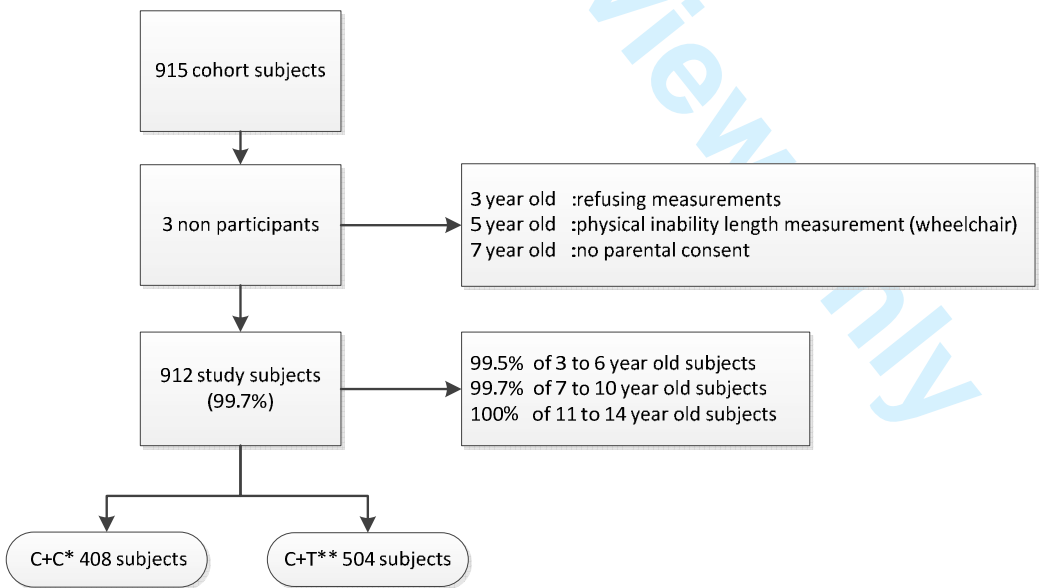 915 cohort subjects
3 non participants
3 year old :refusing measurements
5 year old :physical inability length measurement (wheelchair)
7 year old :no parental consent
912 study subjects
(99.7%)
99.5% of 3 to 6 year old subjects
99.7% of 7 to 10 year old subjects
100% of 11 to 14 year old subjects
C+C* 408 subjects
C+T** 504 subjects